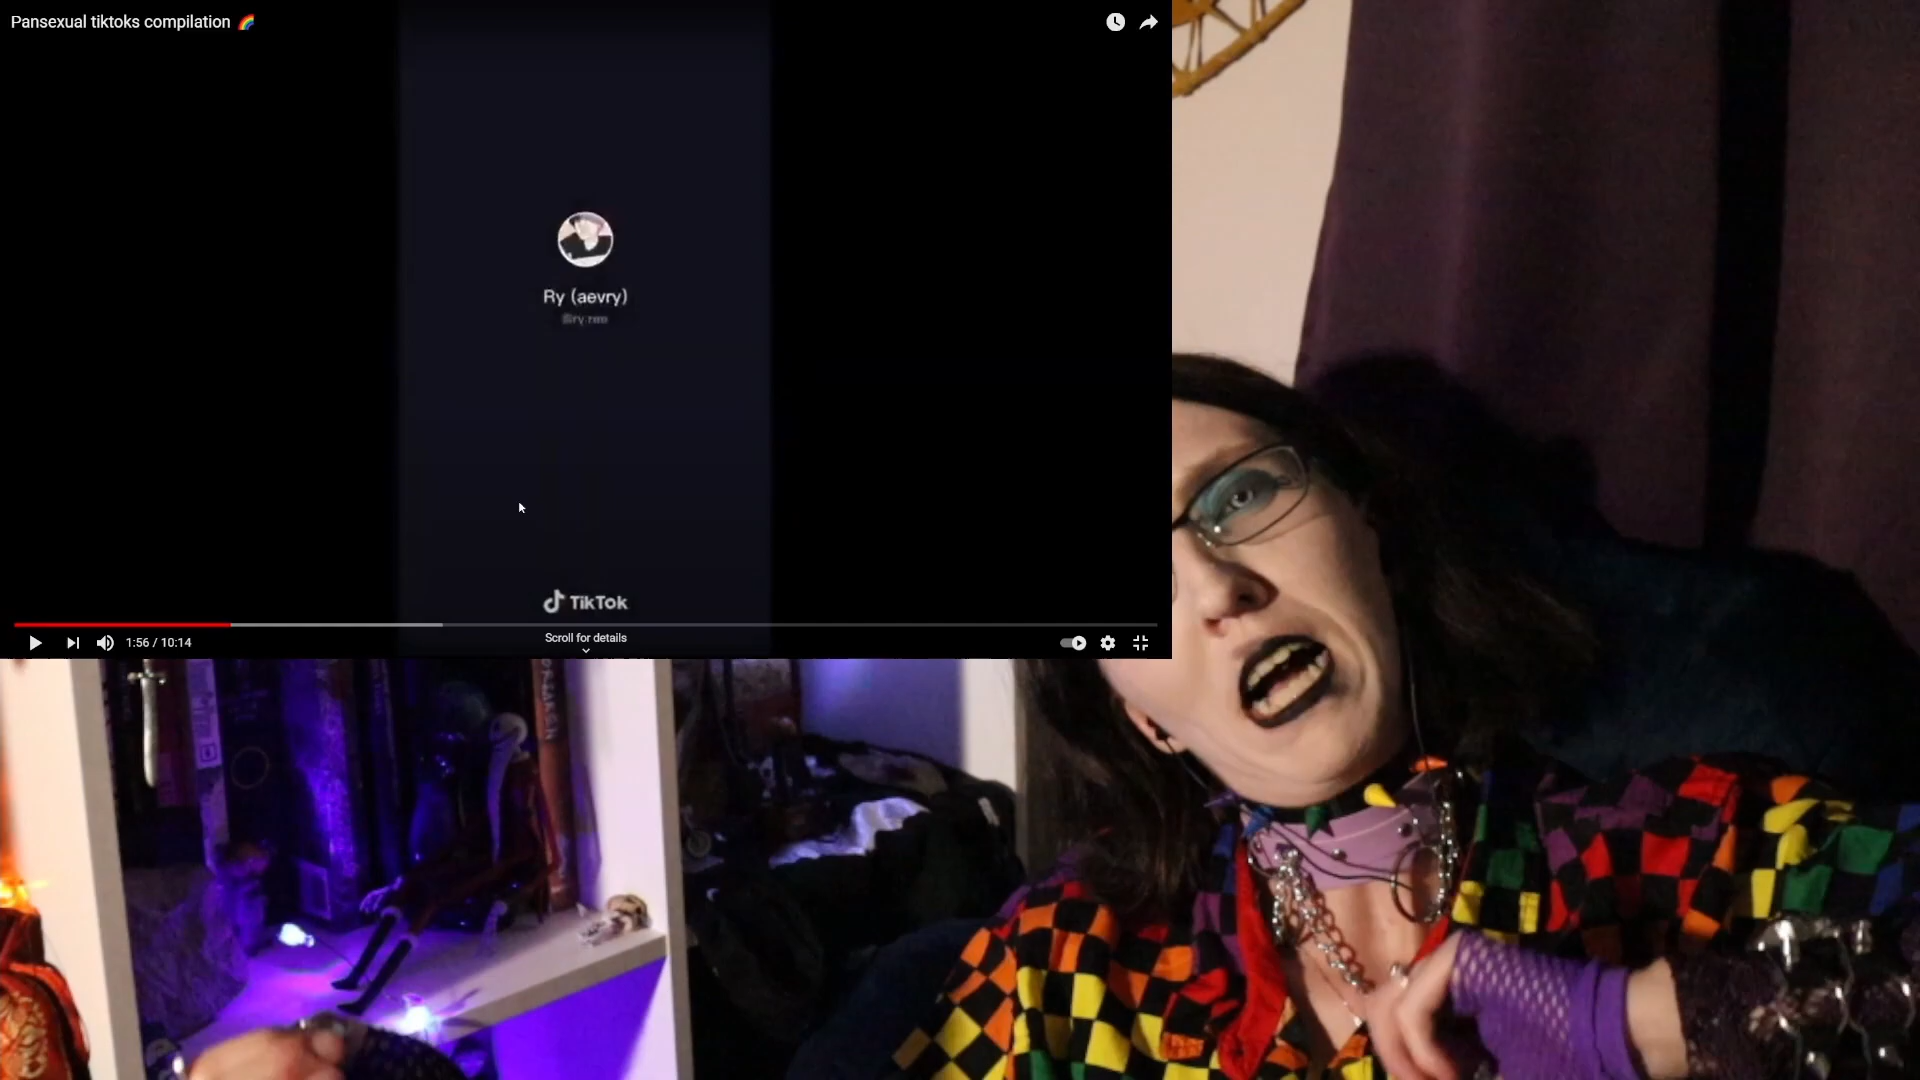 Pansexual tiktoks compilation 🌈
Ry (aevry)
TikTok
Scroll for details
1:56 / 10:14